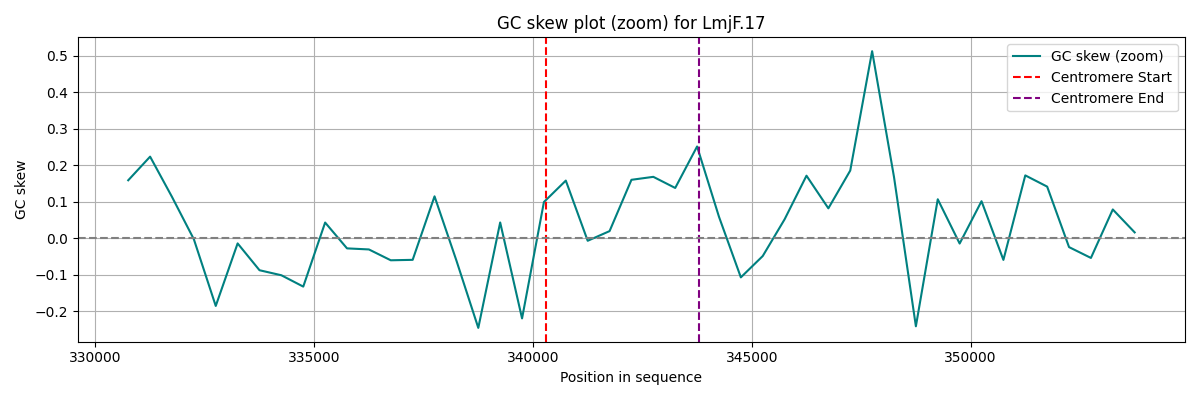 GC skew plot (zoom) for LmjF.17
GC skew (zoom)
Centromere Start
Centromere End
GC skew
0.5
0.4
0.3
0.2
0.1
0.0
−0.1
−0.2
330000
335000
340000
345000
350000
Position in sequence